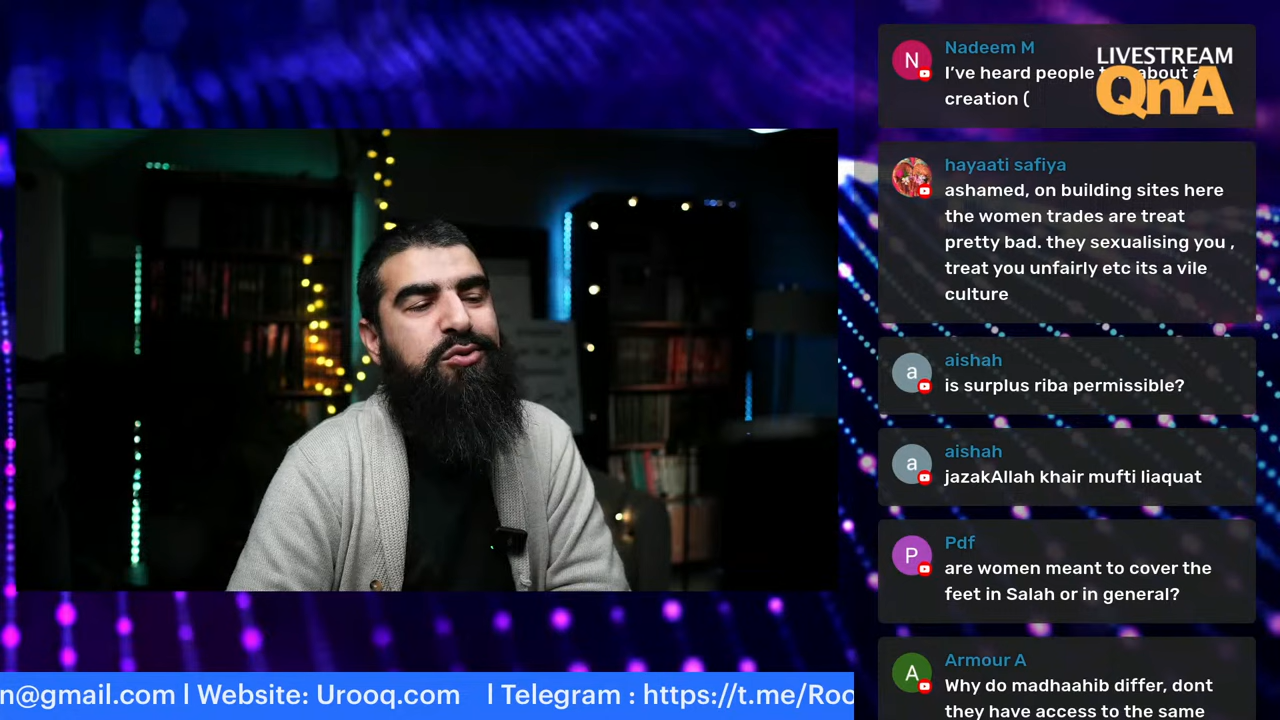 Nadeem M
I've heard people about a
creation (
LIVESTREAM
QnA
hayaati safiya
ashamed, on building sites here
the women trades are treat
pretty bad. they sexualising you ,
treat you unfairly etc its a vile
culture
a
aishah
is surplus riba permissible?
a
aishah
jazakAllah khair mufti liaquat
P
Pdf
are women meant to cover the
feet in Salah or in general?
A
Armour A
Why do madhaahib differ, dont
they have access to the same
N
n@gmail.com | Website: Urooq.com | Telegram : https://t.me/Roo